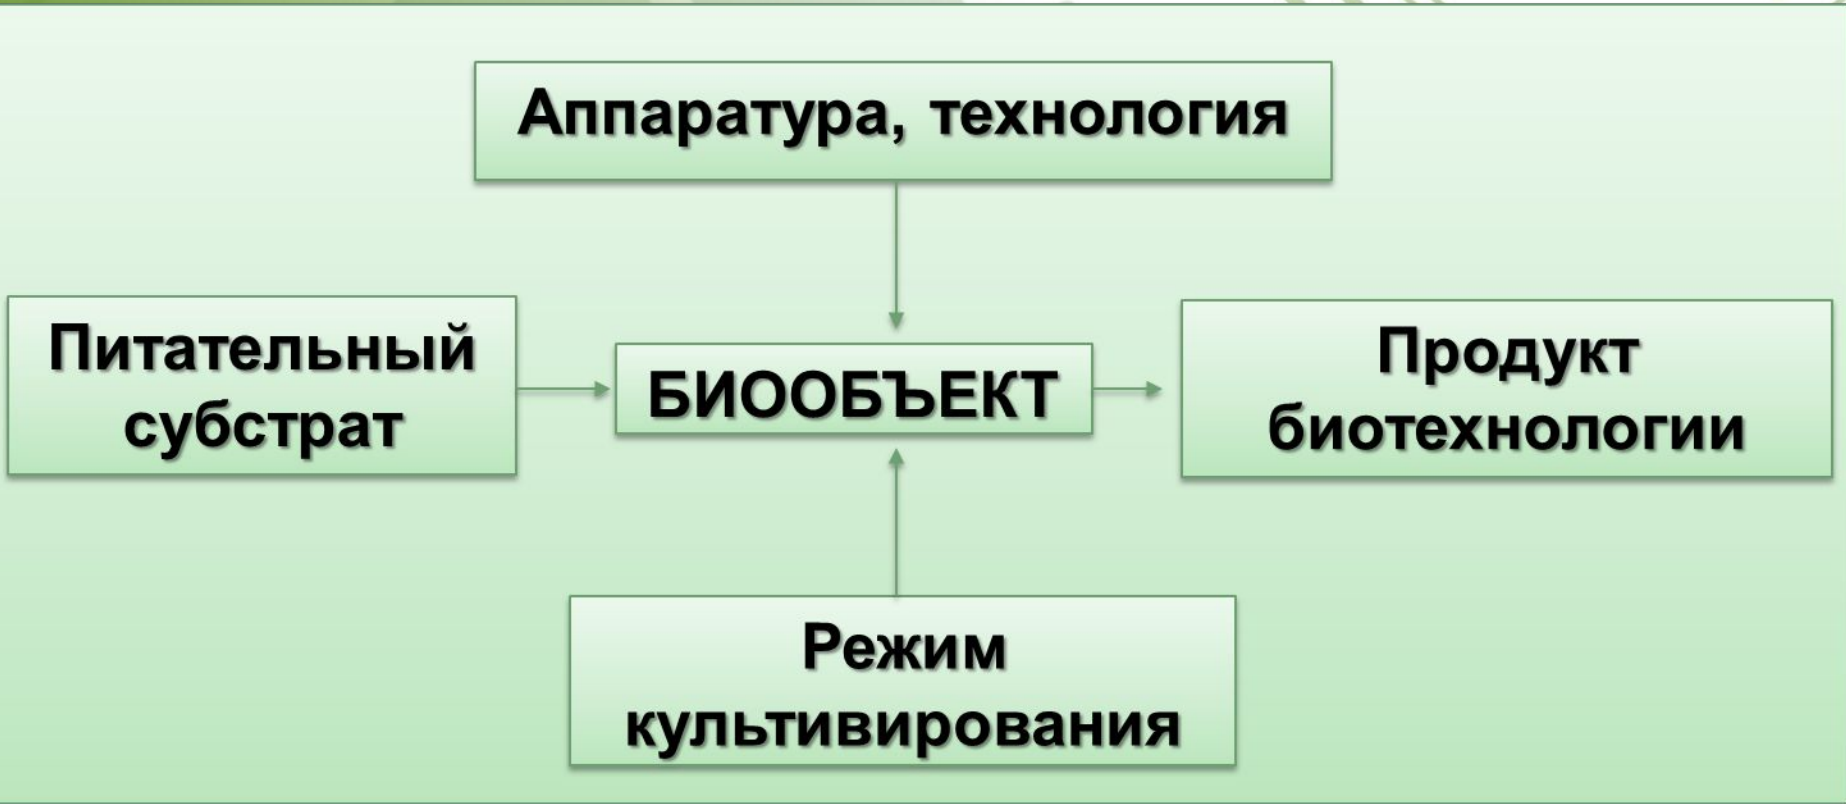 Аппаратура, технология
Питательный
субстрат
БИООБЪЕКТ
Продукт
биотехнологии
Режим
культивирования